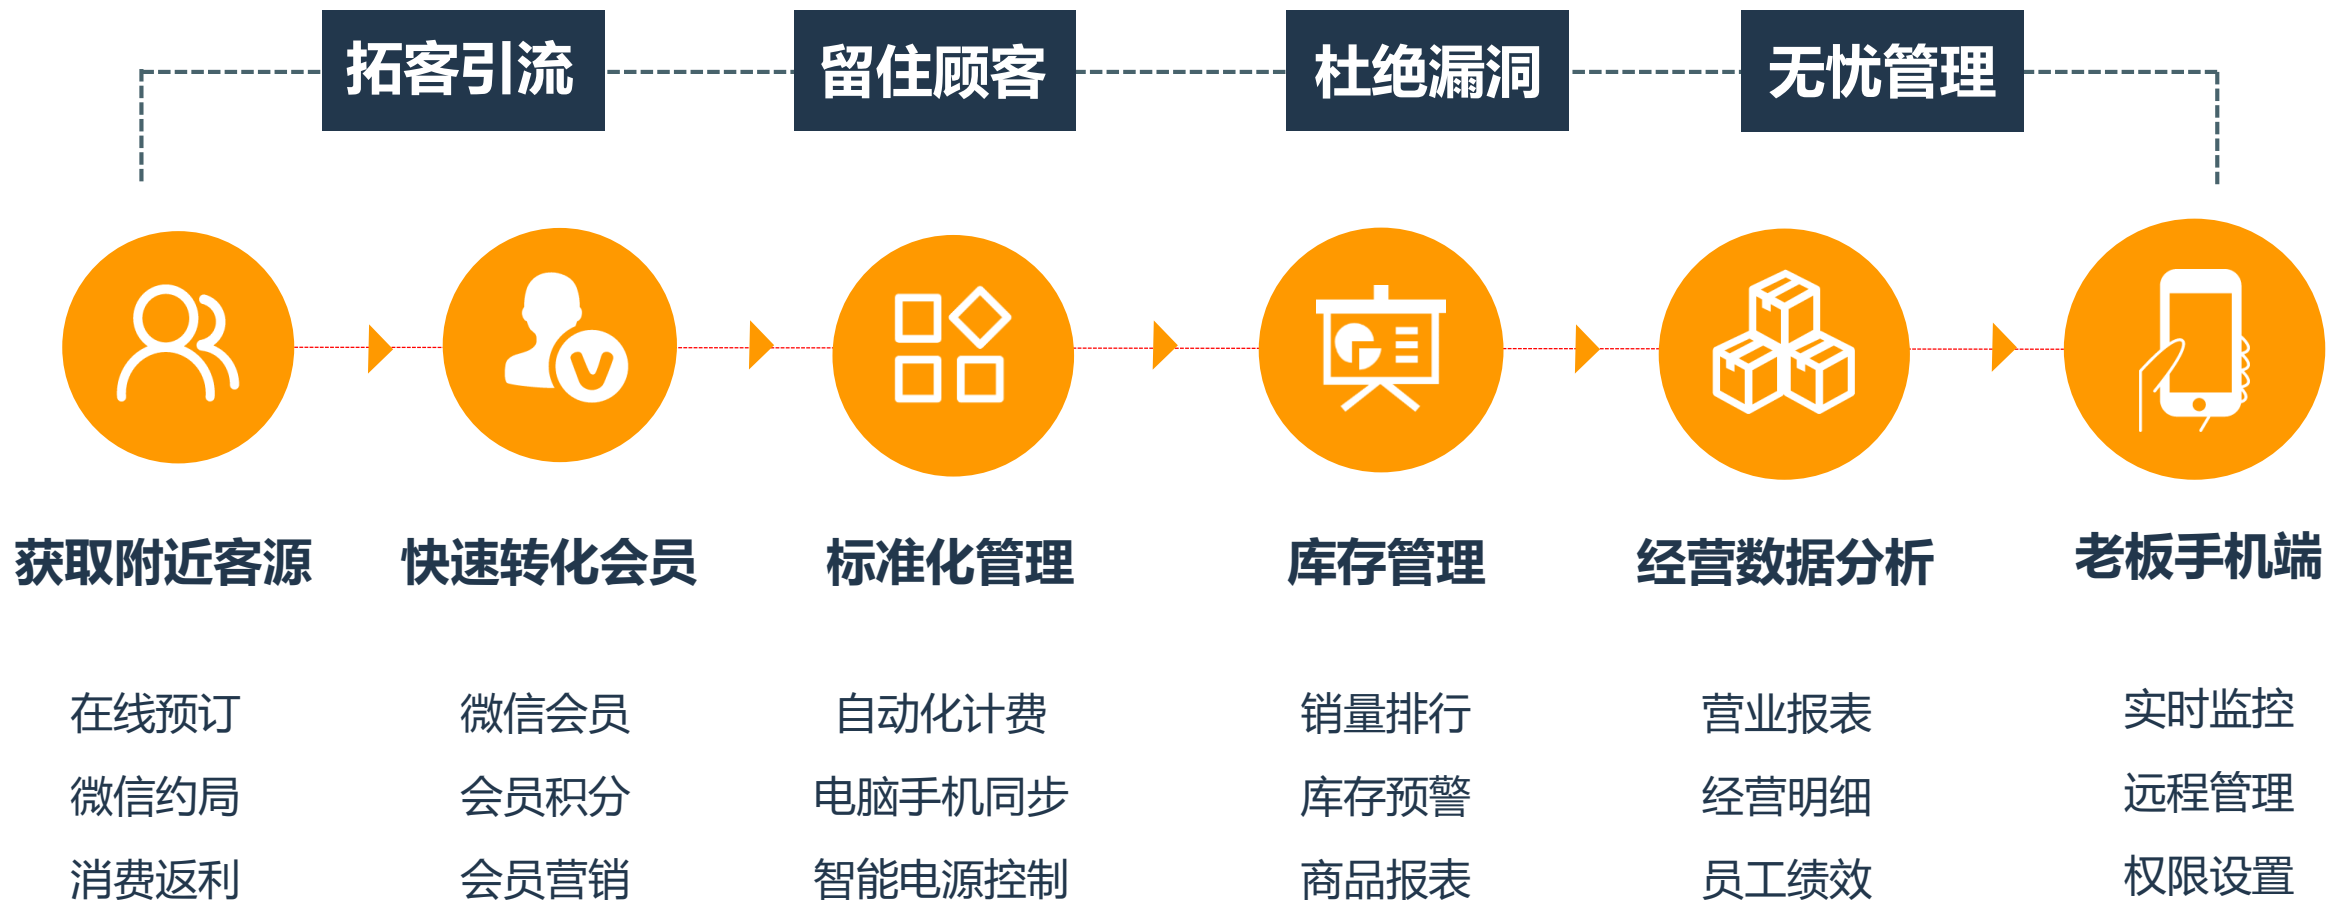 拓客引流
留住顾客
杜绝漏洞
无忧管理
获取附近客源
快速转化会员
标准化管理
库存管理
经营数据分析
老板手机端
在线预订
微信会员
自动化计费
销量排行
营业报表
实时监控
微信约局
会员积分
电脑手机同步
库存预警
经营明细
远程管理
消费返利
会员营销
智能电源控制
商品报表
员工绩效
权限设置